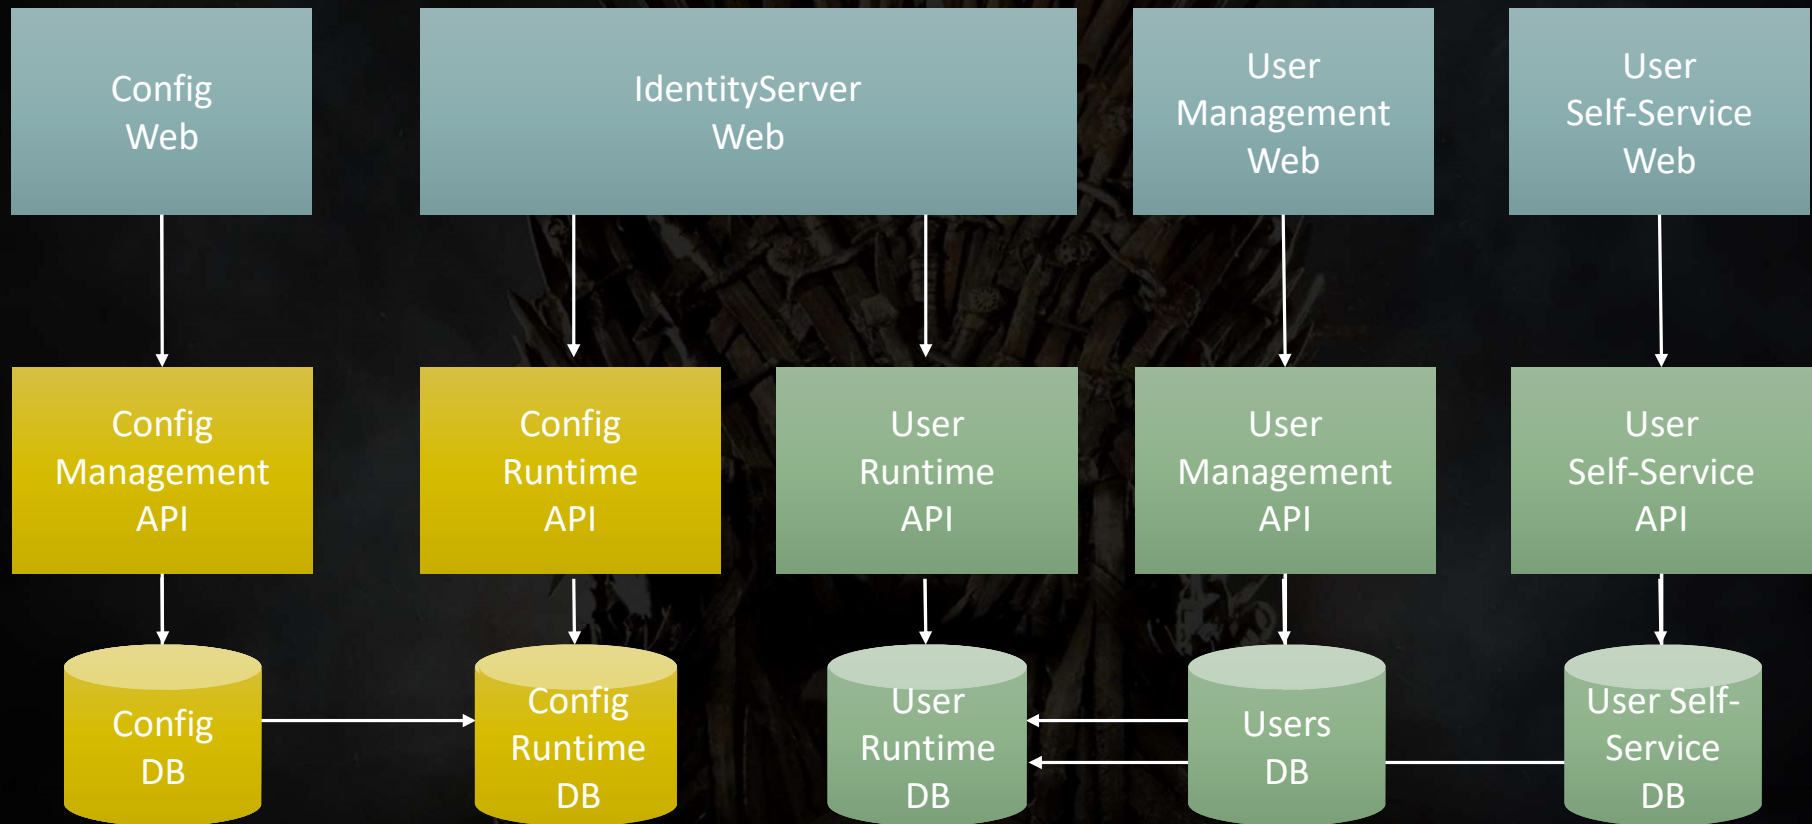 Config
Web
IdentityServer
Web
User
Management
Web
User
Self-Service
Web
Config
Management
API
Config
Runtime
API
User
Runtime
API
User
Management
API
User
Self-Service
API
Config
DB
Config
Runtime
DB
User
Runtime
DB
Users
DB
User Self-
Service
DB